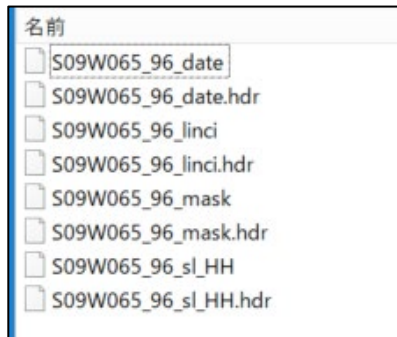 名前
S09W065_96_date
S09W065_96_date.hdr
S09W065_96_linci
S09W065_96_linci.hdr
S09W065_96_mask
S09W065_96_mask.hdr
S09W065_96_sl_HH
S09W065_96_sl_HH.hdr